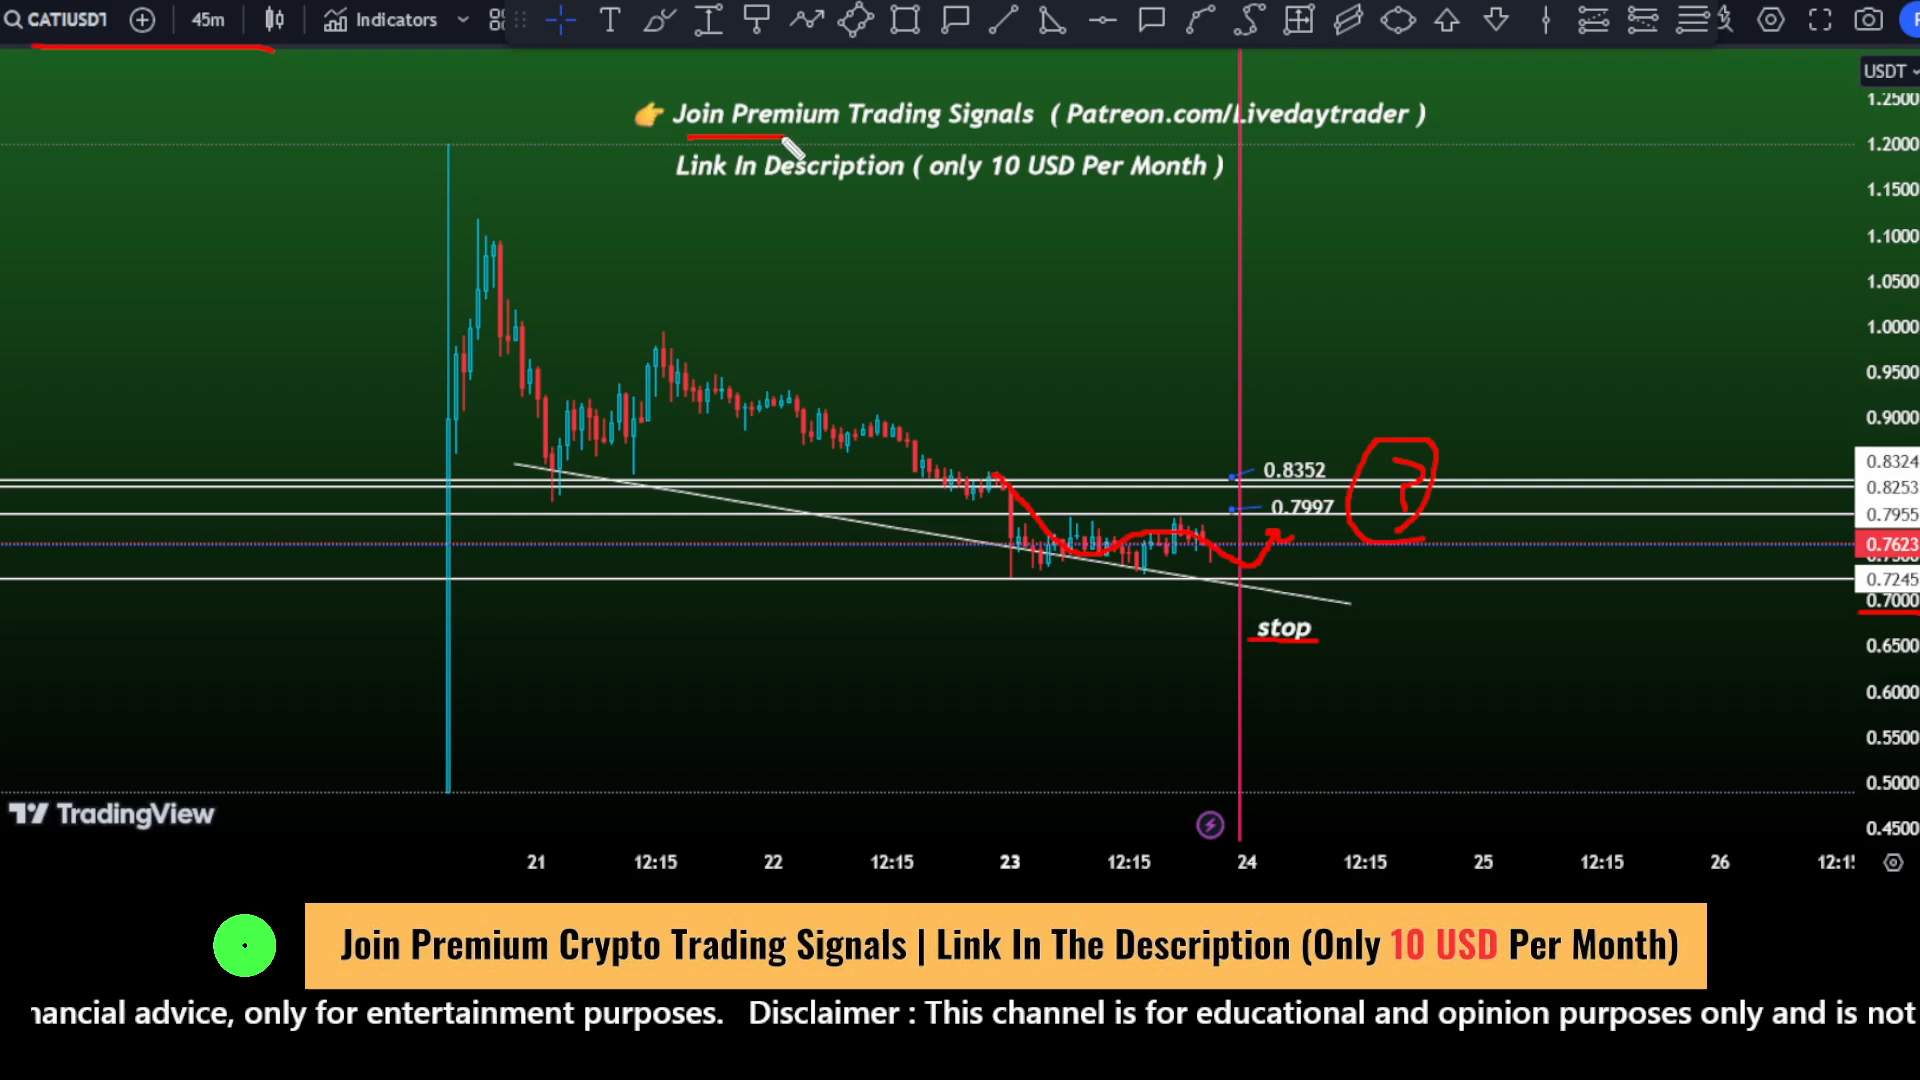 CATIUSDT 45m Indicators
USDT
👉 Join Premium Trading Signals ( Patreon.com/Livedaytrader )
Link In Description ( only 10 USD Per Month )
1.2500
1.2000
1.1500
1.1000
1.0500
1.0000
0.9500
0.9000
0.8324
0.8352
0.8253
0.7997
0.7955
0.7623
0.7245
0.7000
stop
0.6500
0.6000
0.5500
0.5000
0.4500
TradingView
21 12:15 22 12:15 23 12:15 24 12:15 25 12:15 26
Join Premium Crypto Trading Signals | Link In The Description (Only 10 USD Per Month)
nancial advice, only for entertainment purposes. Disclaimer : This channel is for educational and opinion purposes only and is not